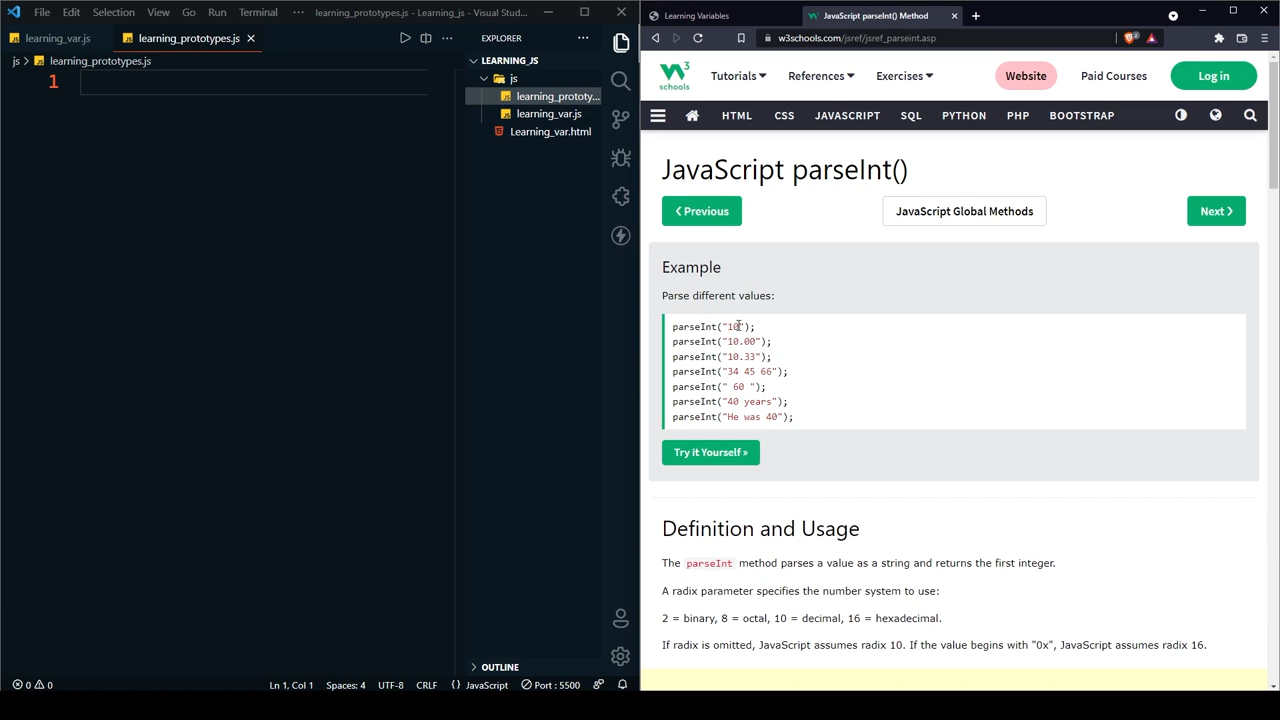 File Edit Selection View Go Run Terminal ··· learning_prototypes.js - Learning_js - Visual Stud...
learning_var.js learning_prototypes.js
js > learning_prototypes.js
1
EXPLORER ···
LEARNING_JS
js
learning_prototy...
learning_var.js
Learning_var.html
OUTLINE
0 0 Ln 1, Col 1 Spaces: 4 UTF-8 CRLF {} JavaScript Port : 5500
Learning Variables JavaScript parseInt() Method
w3schools.com/jsref/jsref_parseint.asp
W3 schools Tutorials References Exercises Website Paid Courses Log in
HTML CSS JAVASCRIPT SQL PYTHON PHP BOOTSTRAP
JavaScript parseInt()
❮ Previous JavaScript Global Methods Next ❯
Example
Parse different values:
parseInt("10");
parseInt("10.00");
parseInt("10.33");
parseInt("34 45 66");
parseInt(" 60 ");
parseInt("40 years");
parseInt("He was 40");
Try it Yourself »
Definition and Usage
The parseInt method parses a value as a string and returns the first integer.
A radix parameter specifies the number system to use:
2 = binary, 8 = octal, 10 = decimal, 16 = hexadecimal.
If radix is omitted, JavaScript assumes radix 10. If the value begins with "0x", JavaScript assumes radix 16.